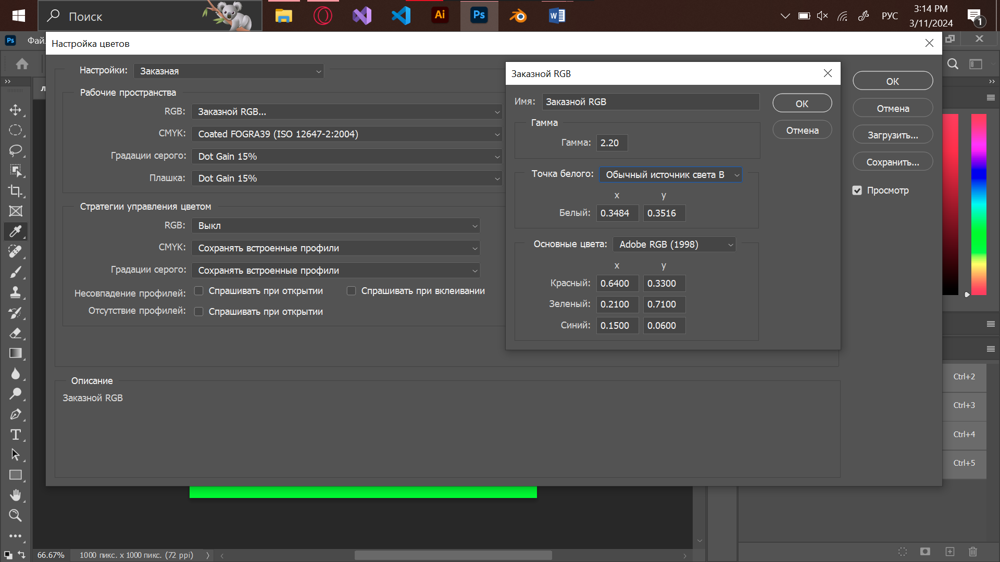 Поиск
Ai
Ps
W
РУС
3:14 PM
3/11/2024
1
Ps
Фай
Настройка цветов
Настройки: Заказная
Рабочие пространства
RGB: Заказной RGB...
CMYK: Coated FOGRA39 (ISO 12647-2:2004)
Градации серого: Dot Gain 15%
Плашка: Dot Gain 15%
Стратегии управления цветом
RGB: Выкл
CMYK: Сохранять встроенные профили
Градации серого: Сохранять встроенные профили
Несовпадение профилей: Спрашивать при открытии Спрашивать при вклеивании
Отсутствие профилей: Спрашивать при открытии
Описание
Заказной RGB
Заказной RGB
Имя: Заказной RGB
OK
Отмена
Гамма
Гамма: 2.20
Точка белого: Обычный источник света B
x y
Белый: 0.3484 0.3516
Основные цвета: Adobe RGB (1998)
x y
Красный: 0.6400 0.3300
Зеленый: 0.2100 0.7100
Синий: 0.1500 0.0600
OK
Отмена
Загрузить...
Сохранить...
Просмотр
Ctrl+2
Ctrl+3
Ctrl+4
Ctrl+5
66.67% 1000 пикс. x 1000 пикс. (72 ppi)